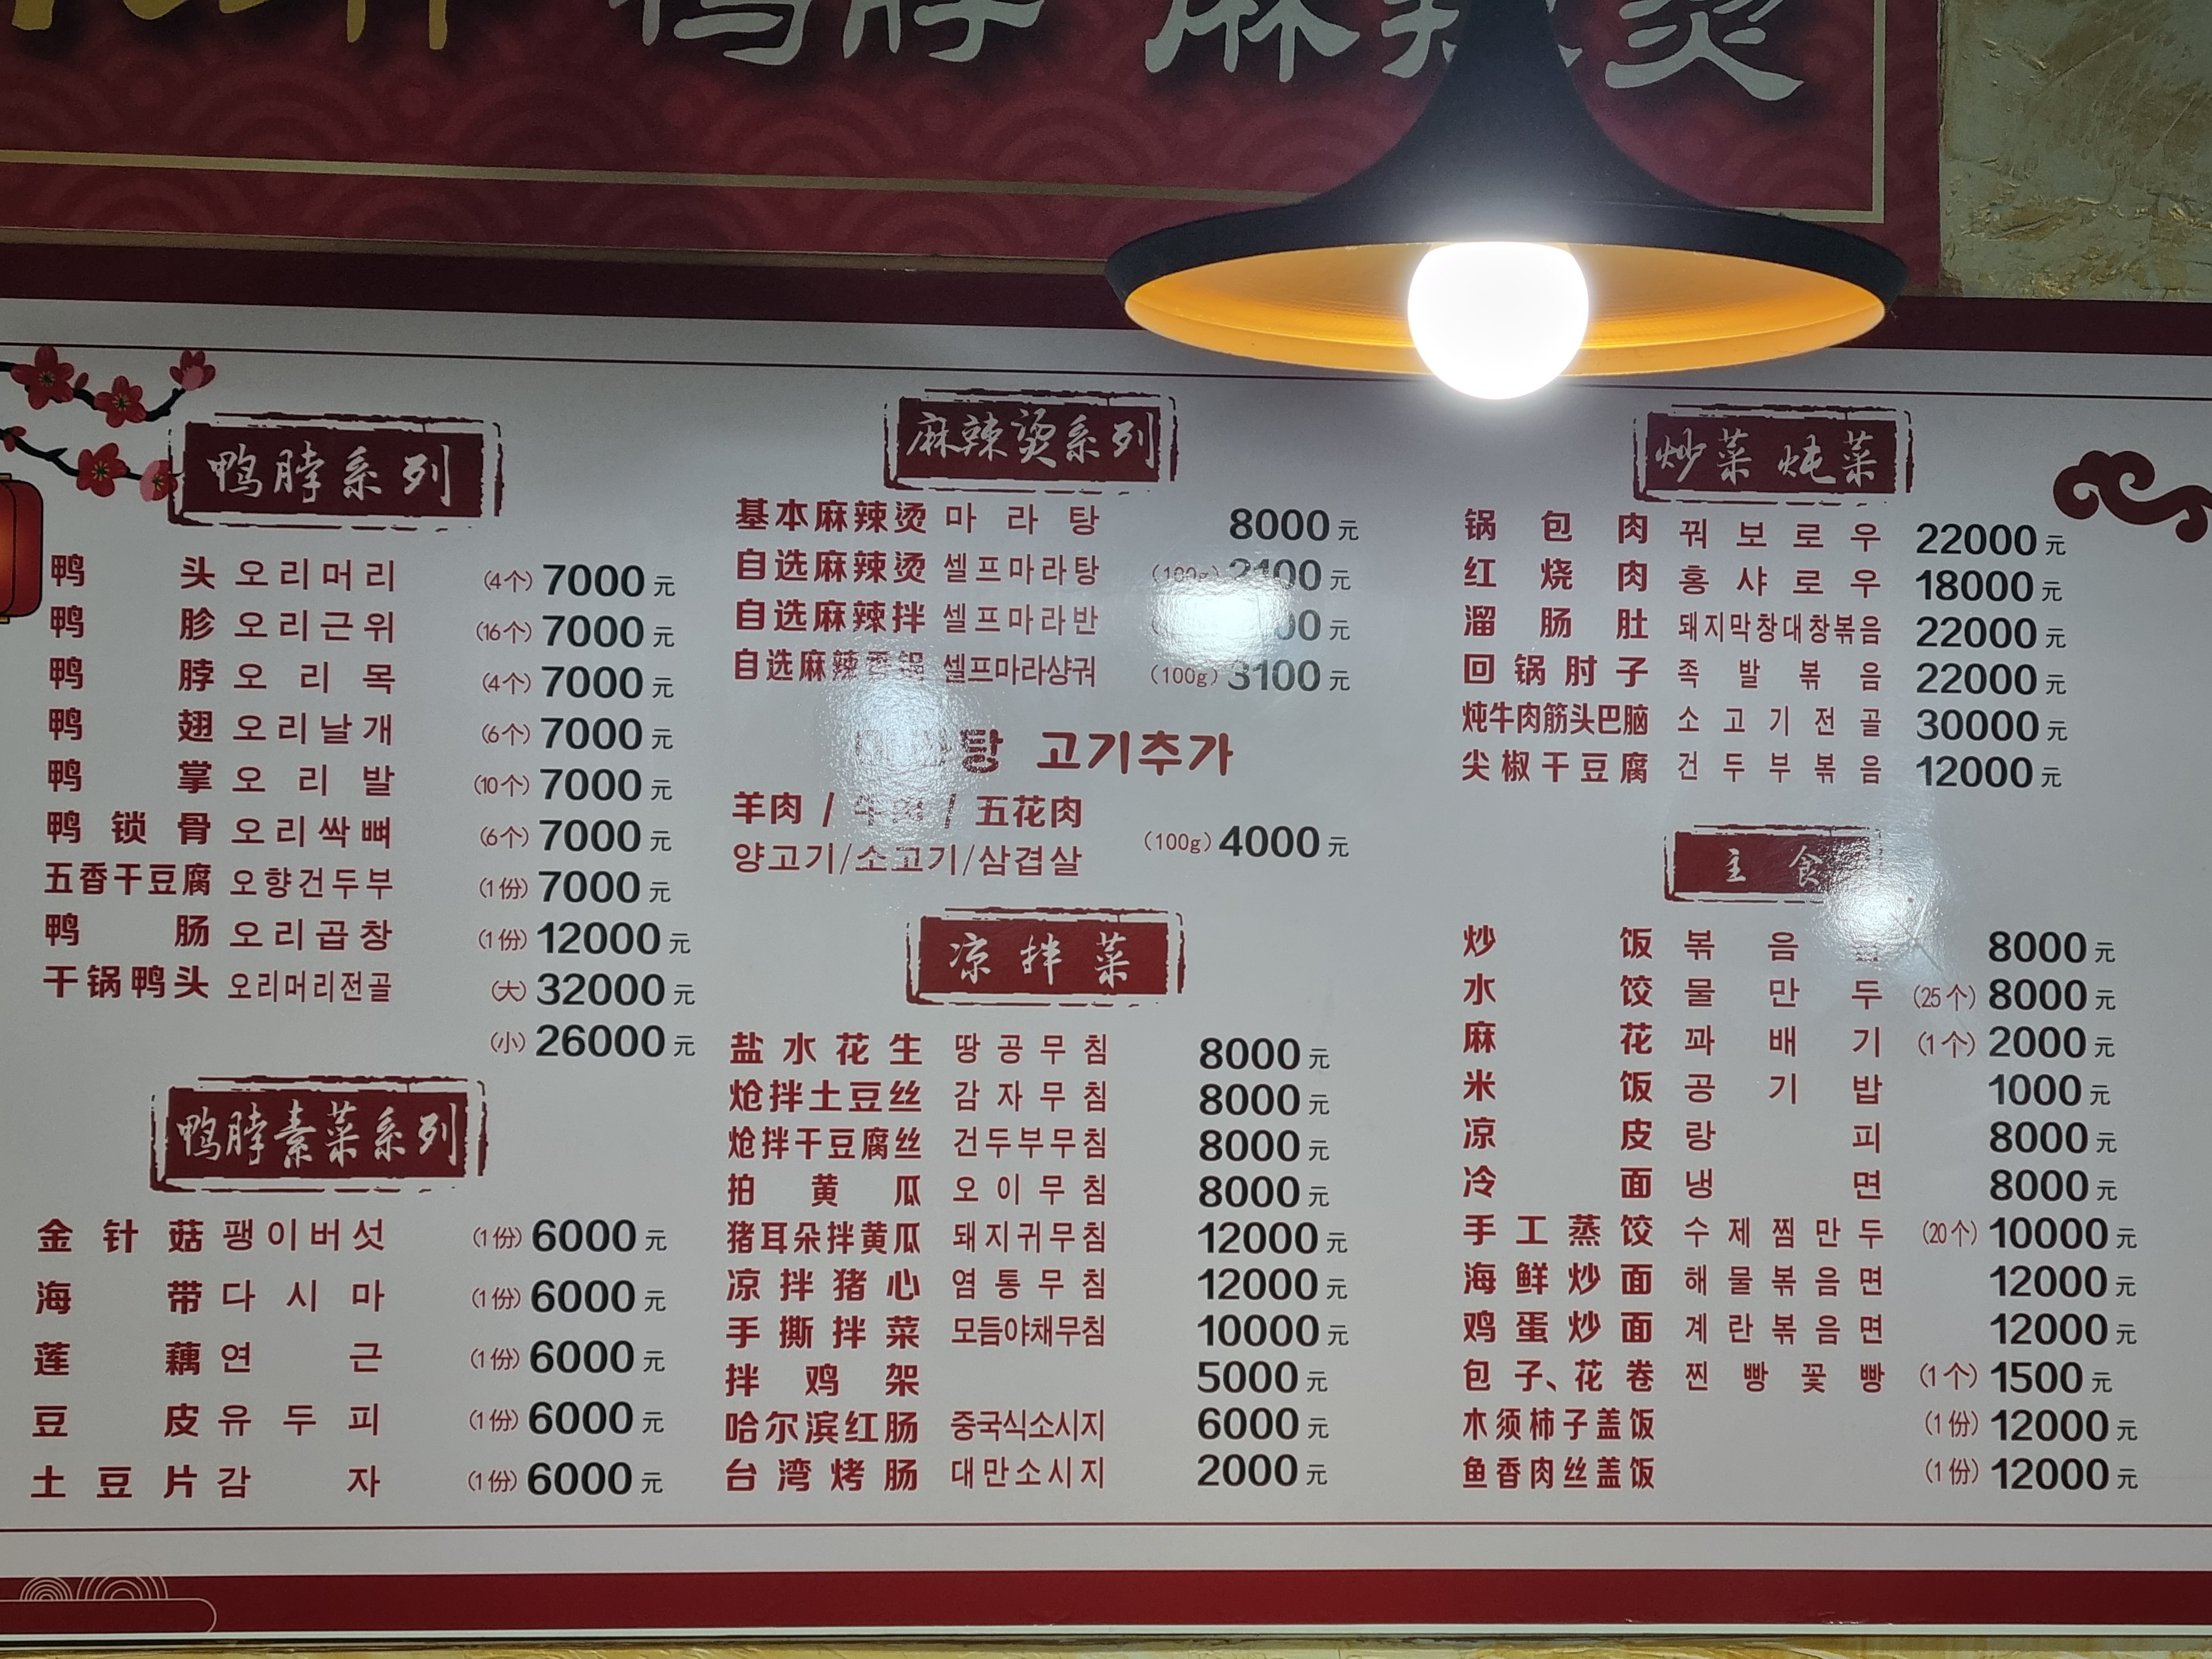 鸭脖 麻辣烫
鸭脖系列
鸭头 오리머리 (4个) 7000元
鸭胗 오리근위 (16个) 7000元
鸭脖 오리목 (4个) 7000元
鸭翅 오리날개 (6个) 7000元
鸭掌 오리발 (10个) 7000元
鸭锁骨 오리싹뼈 (6个) 7000元
五香干豆腐 오향건두부 (1份) 7000元
鸭肠 오리곱창 (1份) 12000元
干锅鸭头 오리머리전골 (大) 32000元
(小) 26000元
鸭脖素菜系列
金针菇 팽이버섯 (1份) 6000元
海带 다시마 (1份) 6000元
莲藕 연근 (1份) 6000元
豆皮 유두피 (1份) 6000元
土豆片 감자 (1份) 6000元
麻辣烫系列
基本麻辣烫 마라탕 8000元
自选麻辣烫 셀프마라탕 (100g) 2100元
自选麻辣拌 셀프마라반 元
自选麻辣香锅 셀프마라샹궈 (100g) 3100元
마라탕 고기추가
羊肉 / 牛肉 / 五花肉
양고기/소고기/삼겹살 (100g) 4000元
凉拌菜
盐水花生 땅콩무침 8000元
炝拌土豆丝 감자무침 8000元
炝拌干豆腐丝 건두부무침 8000元
拍黄瓜 오이무침 8000元
猪耳朵拌黄瓜 돼지귀무침 12000元
凉拌猪心 염통무침 12000元
手撕拌菜 모듬야채무침 10000元
拌鸡架 5000元
哈尔滨红肠 중국식소시지 6000元
台湾烤肠 대만소시지 2000元
炒菜 炖菜
锅包肉 꿔보로우 22000元
红烧肉 홍샤로우 18000元
溜肠肚 돼지막창대창볶음 22000元
回锅肘子 족발볶음 22000元
炖牛肉筋头巴脑 소고기전골 30000元
尖椒干豆腐 건두부볶음 12000元
主食
炒饭 볶음 8000元
水饺 물만두 (25个) 8000元
麻花 꽈배기 (1个) 2000元
米饭 공기밥 1000元
凉皮 량피 8000元
冷面 냉면 8000元
手工蒸饺 수제찜만두 (20个) 10000元
海鲜炒面 해물볶음면 12000元
鸡蛋炒面 계란볶음면 12000元
包子、花卷 찐빵꽃빵 (1个) 1500元
木须柿子盖饭 (1份) 12000元
鱼香肉丝盖饭 (1份) 12000元